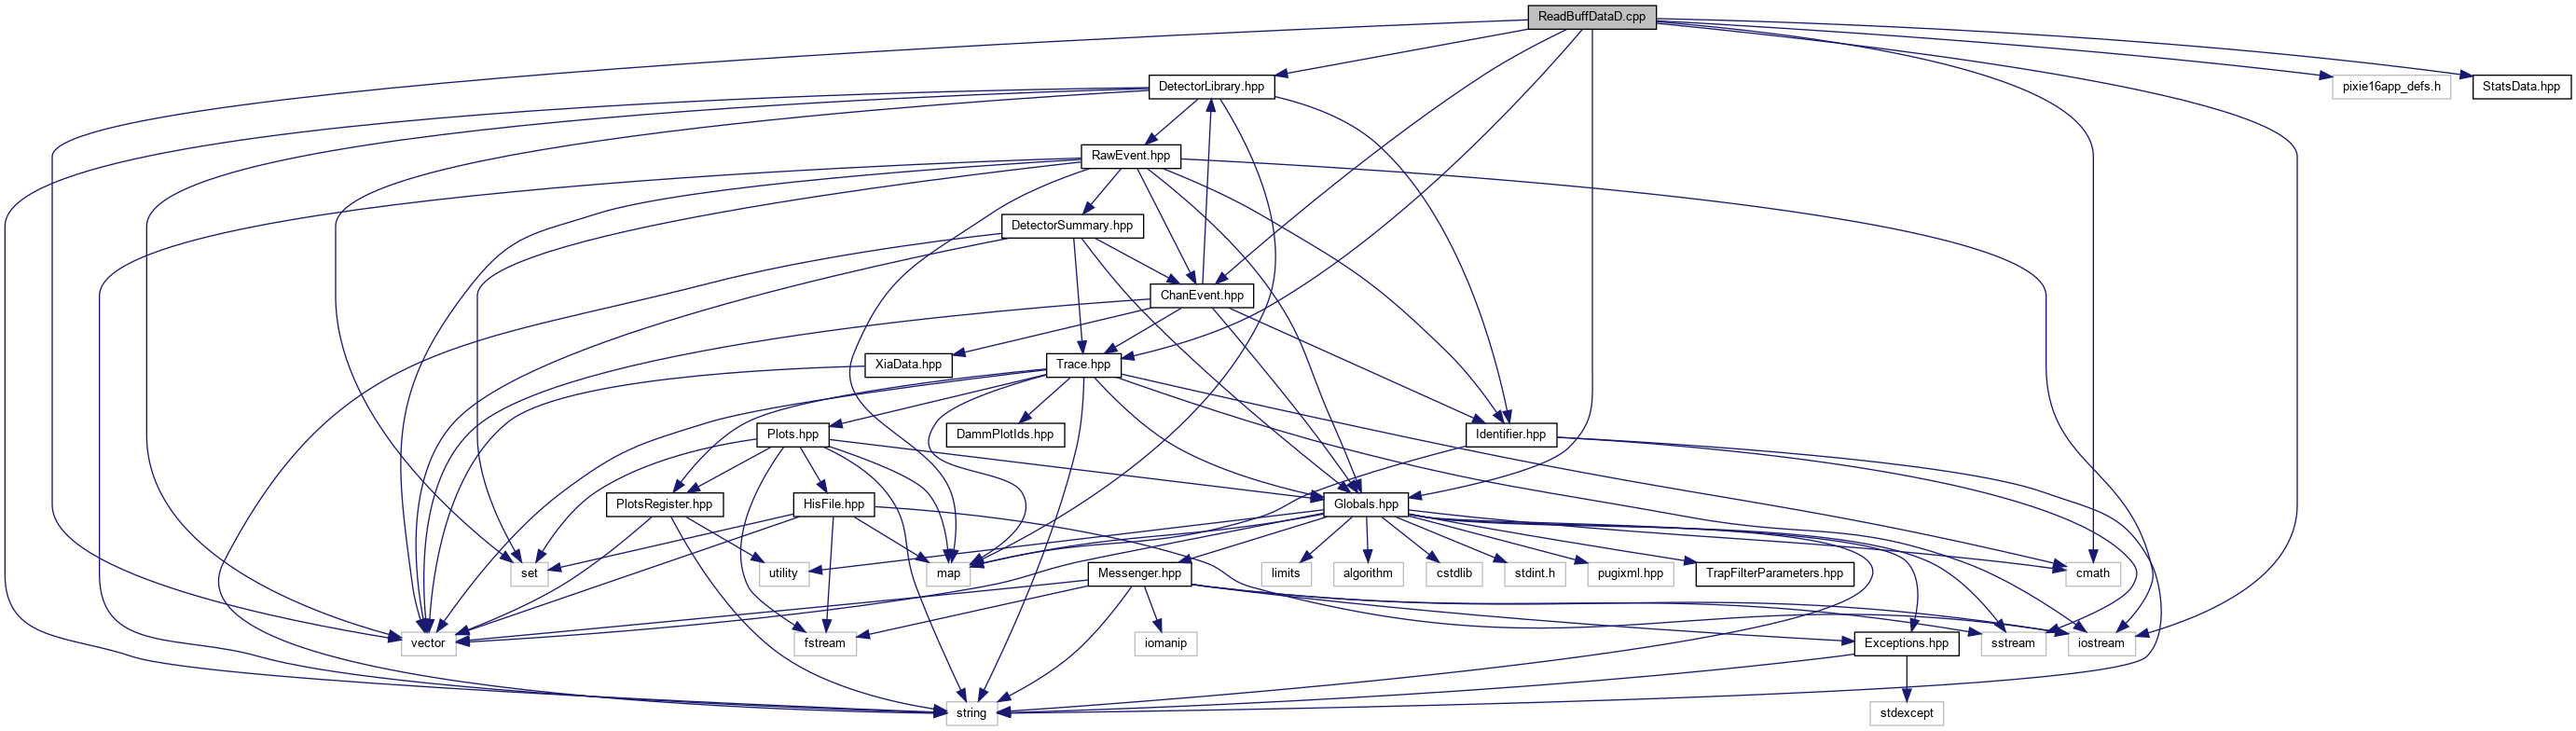 ReadBuffDataD.cpp
DetectorLibrary.hpp
pixie16app_defs.h
StatsData.hpp
RawEvent.hpp
DetectorSummary.hpp
ChanEvent.hpp
XiaData.hpp
Trace.hpp
Plots.hpp
DammPlotIds.hpp
Identifier.hpp
PlotsRegister.hpp
HisFile.hpp
Globals.hpp
set
utility
map
Messenger.hpp
limits
algorithm
cstdlib
stdint.h
pugixml.hpp
TrapFilterParameters.hpp
cmath
vector
fstream
iomanip
Exceptions.hpp
sstream
iostream
string
stdexcept